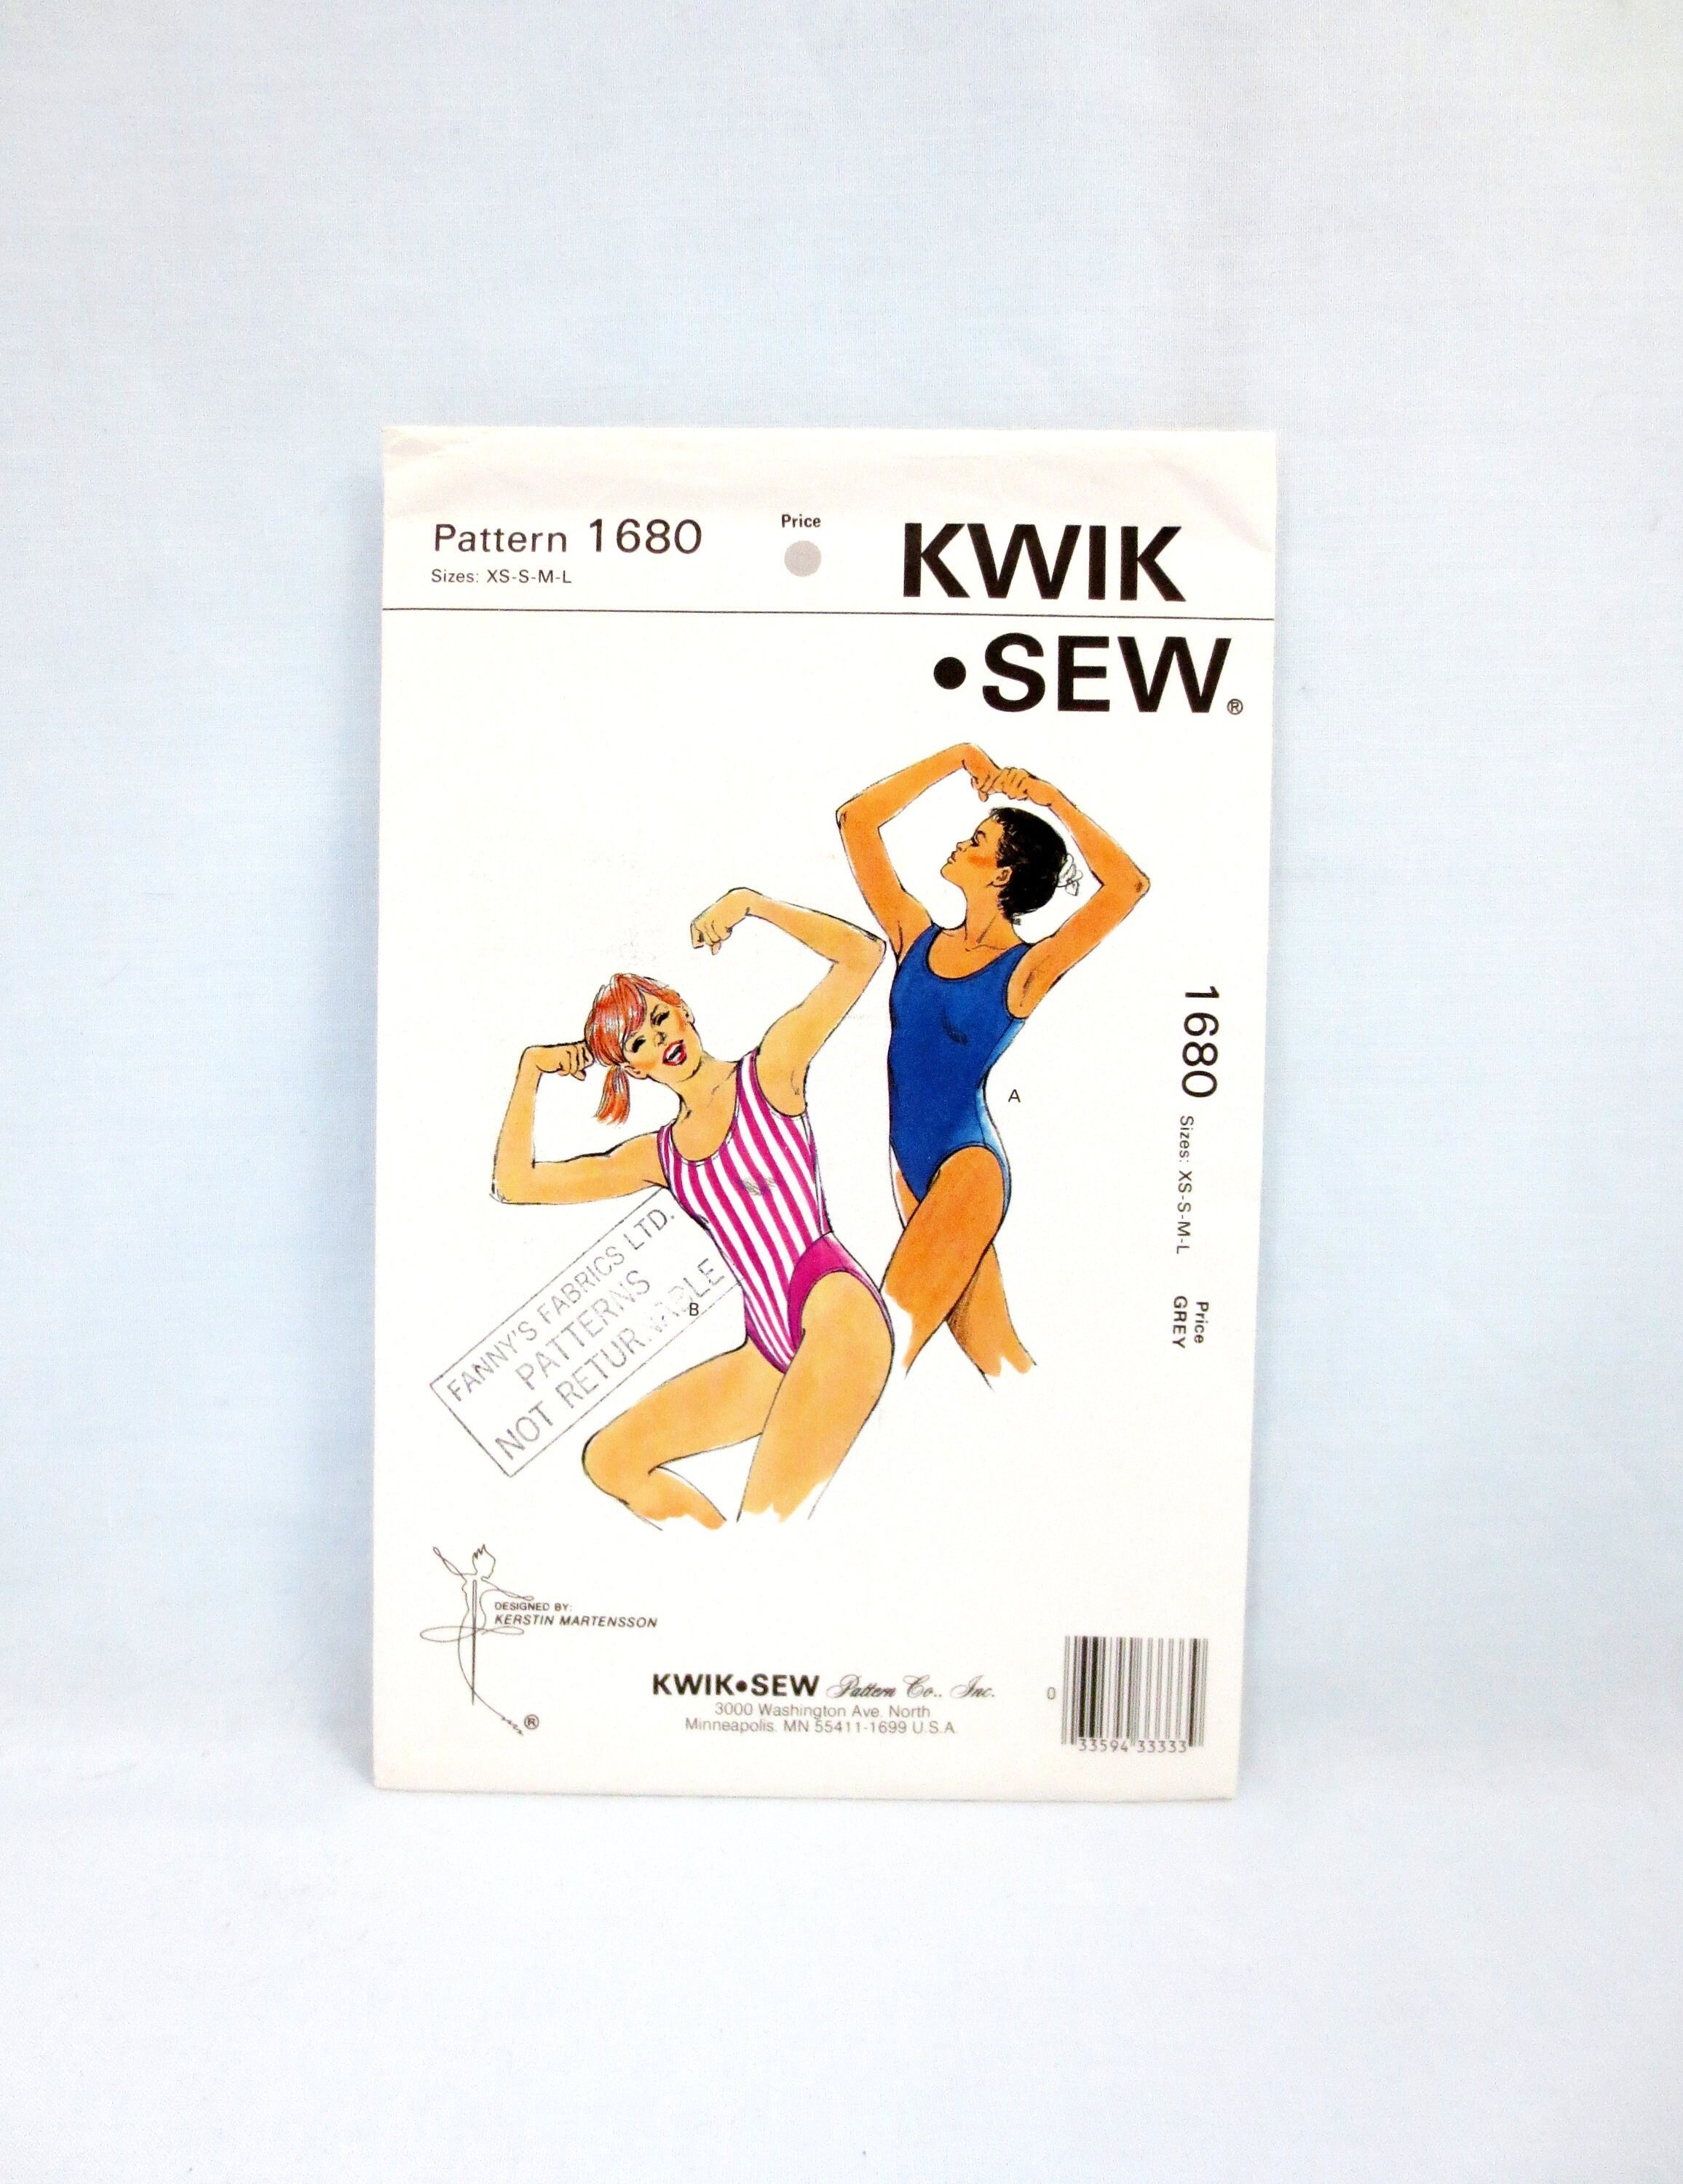 Pattern 1680
Sizes: XS-S-M-L
Price
KWIK
•SEW®
A
B
1680 Sizes: XS-S-M-L Price
GREY
FANNY'S FABRICS LTD.
PATTERNS
NOT RETURNABLE
DESIGNED BY:
KERSTIN MARTENSSON
®
KWIK•SEW Pattern Co., Inc.
3000 Washington Ave. North
Minneapolis, MN 55411-1699 U.S.A.
0 33594 33333